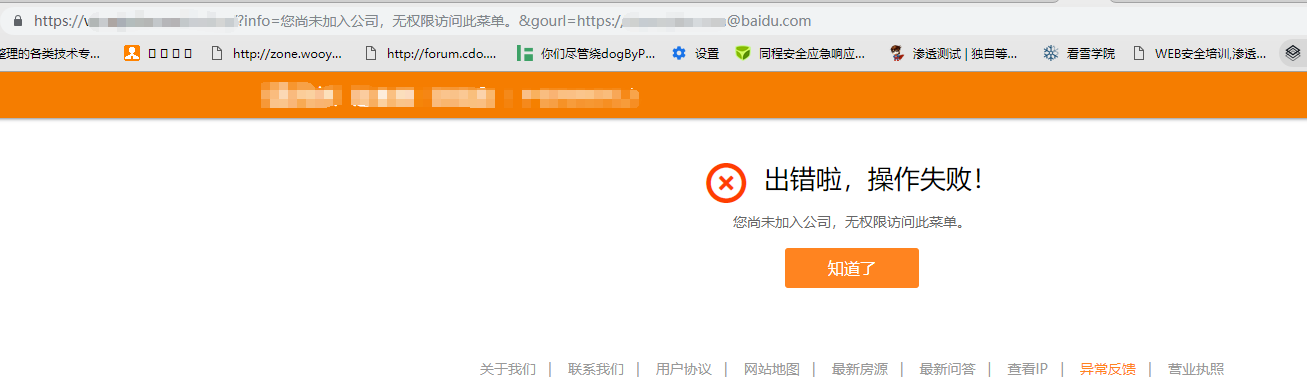 https://?info=您尚未加入公司，无权限访问此菜单。&gourl=https://@baidu.com
整理的各类技术专... http://zone.wooy... http://forum.cdo... 你们尽管绕dogByP... 设置 同程安全应急响应... 渗透测试 | 独自等... 看雪学院 WEB安全培训,渗透...
出错啦，操作失败！
您尚未加入公司，无权限访问此菜单。
知道了
关于我们 | 联系我们 | 用户协议 | 网站地图 | 最新房源 | 最新问答 | 查看IP | 异常反馈 | 营业执照